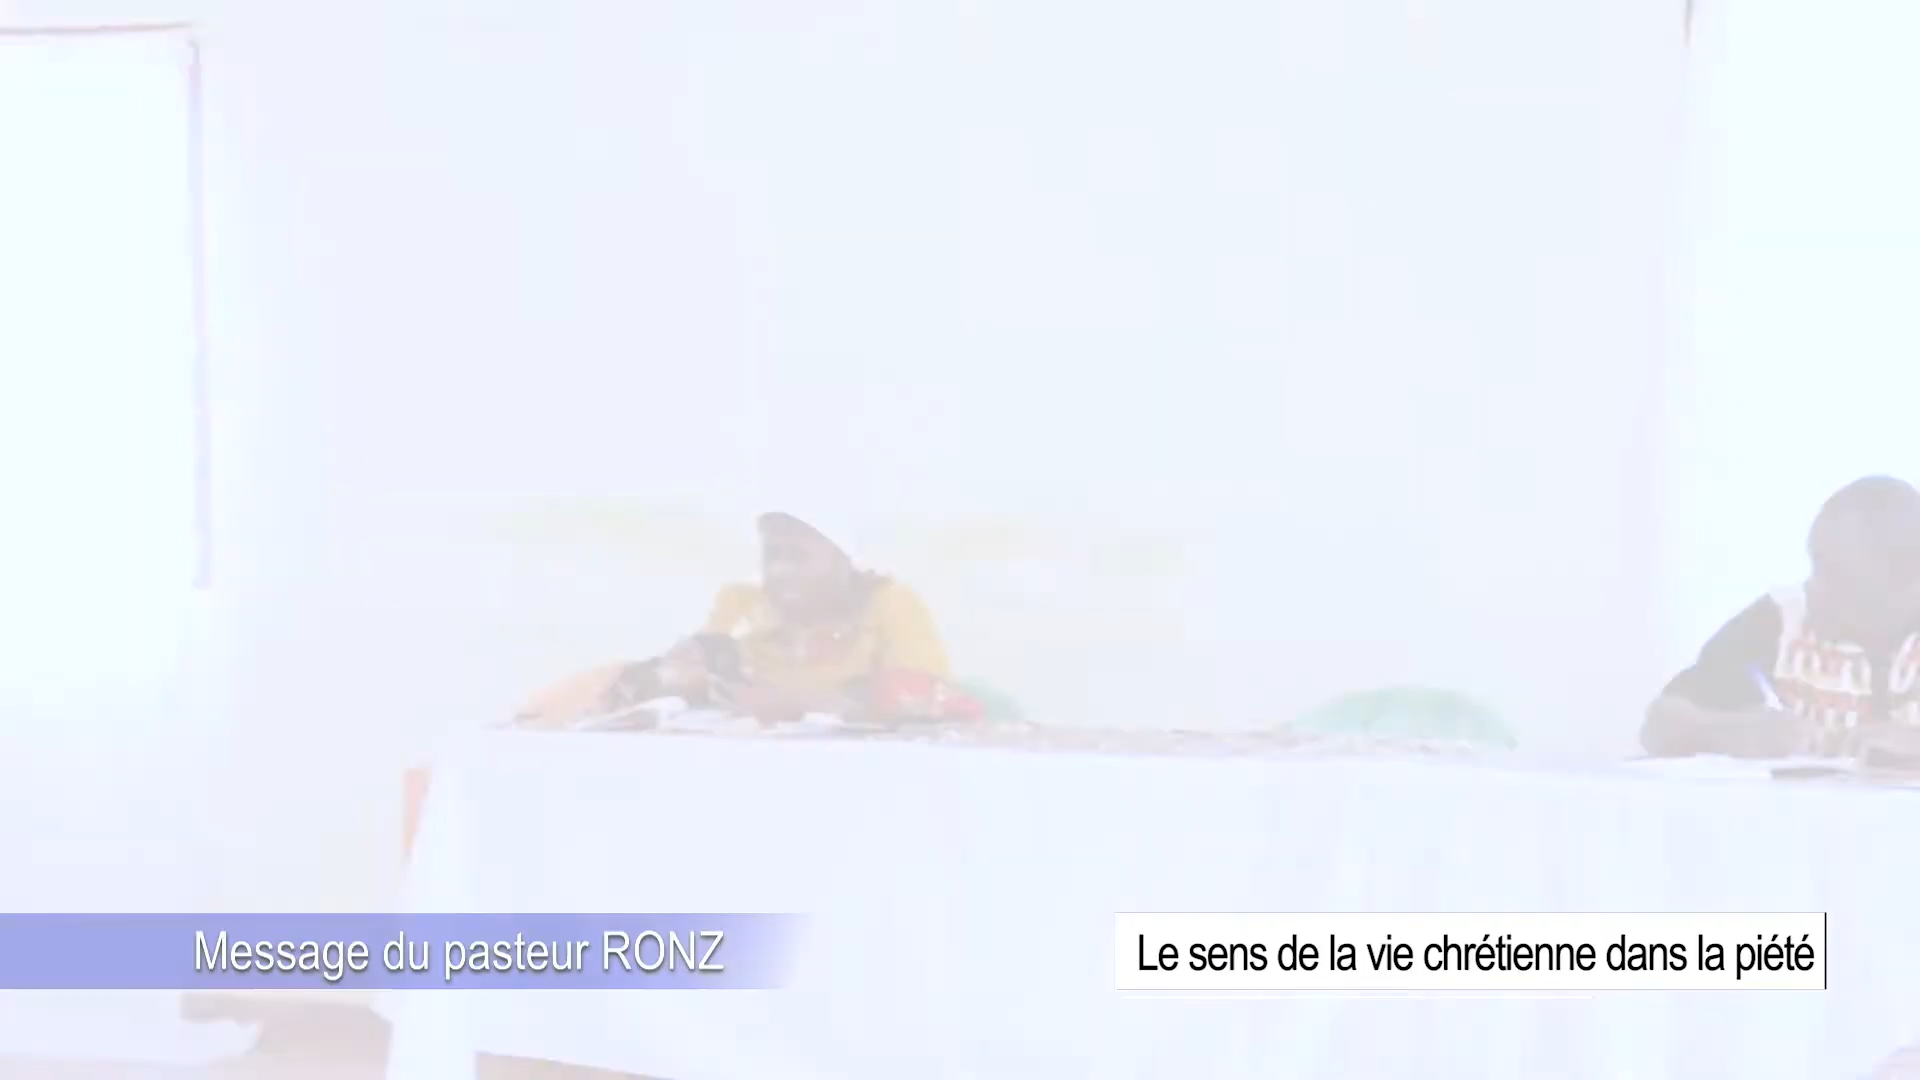 Message du pasteur RONZ
Le sens de la vie chrétienne dans la piété